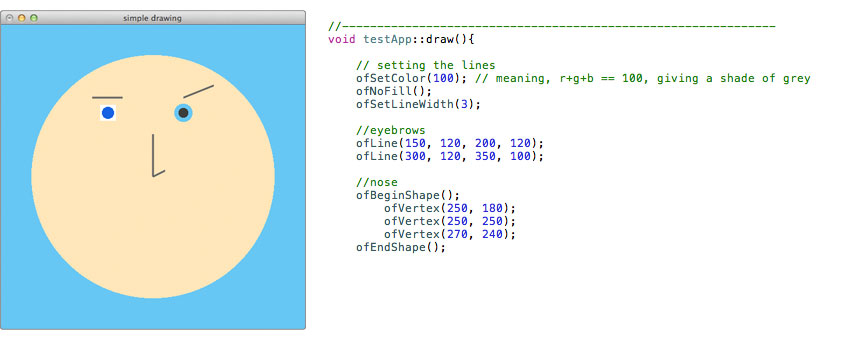 simple drawing
//--------------------------------------------------------------
void testApp::draw(){
// setting the lines
ofSetColor(100); // meaning, r+g+b == 100, giving a shade of grey
ofNoFill();
ofSetLineWidth(3);
//eyebrows
ofLine(150, 120, 200, 120);
ofLine(300, 120, 350, 100);
//nose
ofBeginShape();
ofVertex(250, 180);
ofVertex(250, 250);
ofVertex(270, 240);
ofEndShape();